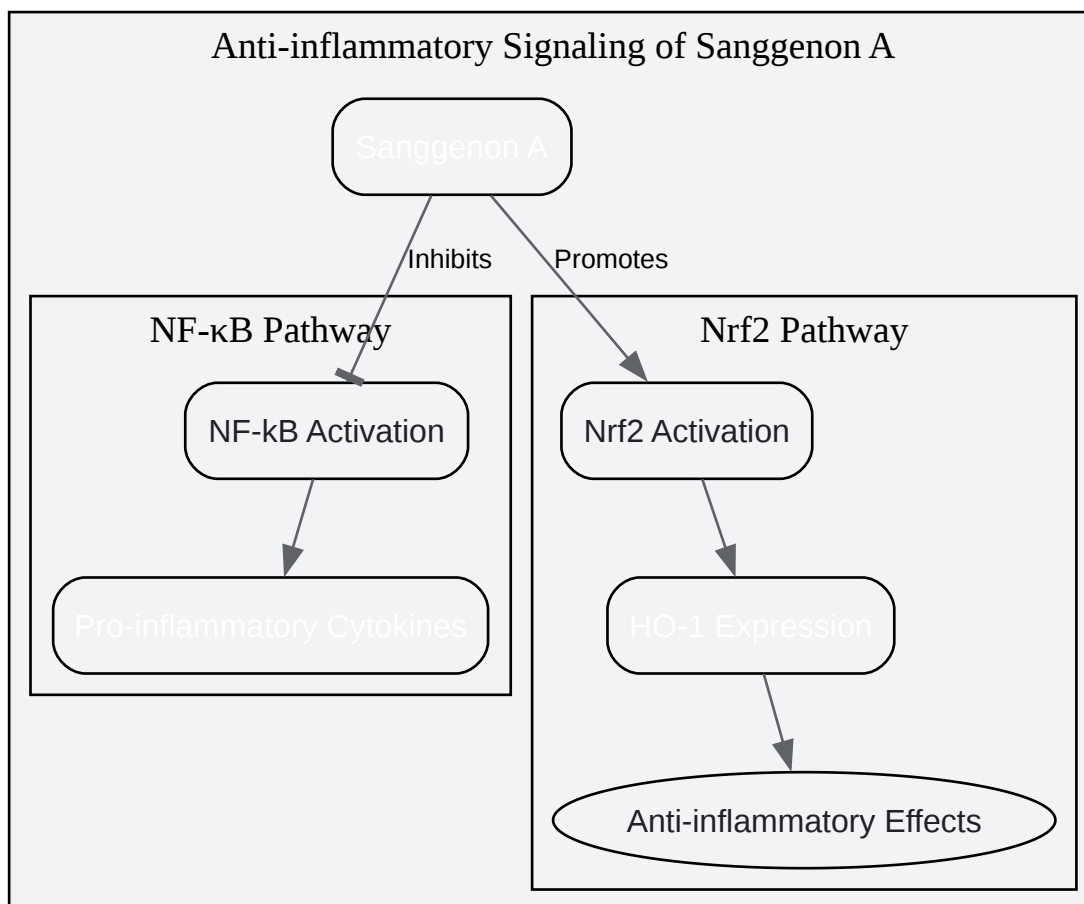 Anti-inflammatory Signaling of Sanggenon A
Sanggenon A
Inhibits
Promotes
NF-κB Pathway
Nrf2 Pathway
NF-kB Activation
Nrf2 Activation
Pro-inflammatory Cytokines
HO-1 Expression
Anti-inflammatory Effects